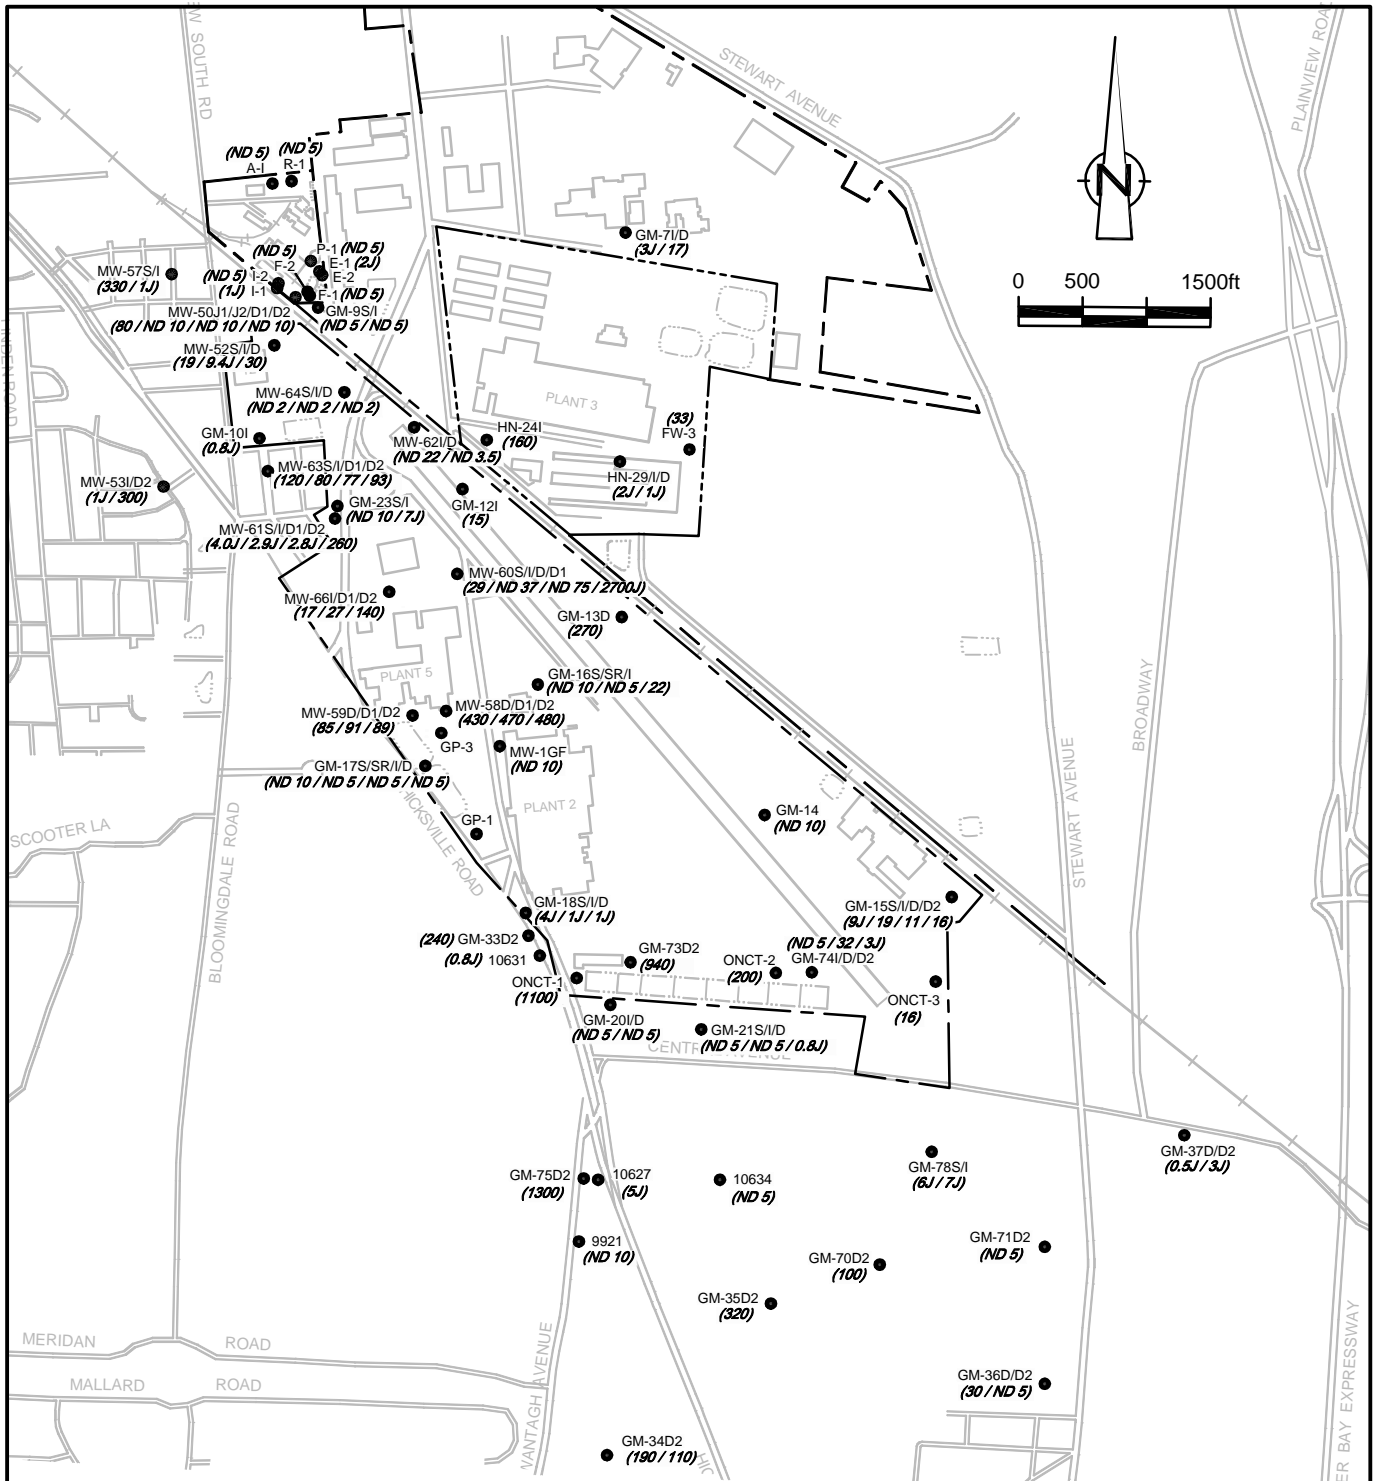 EW SOUTH RD
STEWART AVENUE
PLAINVIEW ROA
N
0 500 1500ft
(ND 5) (ND 5)
A-I R-1
GM-7I/D
(3J / 17)
MW-57S/I
(330 / 1J)
(ND 5) P-1 (ND 5)
F-2 E-1 (2J)
(ND 5) I-2 E-2
(1J) I-1 F-1 (ND 5)
MW-50J1/J2/D1/D2
(80 / ND 10 / ND 10 / ND 10)
GM-9S/I
(ND 5 / ND 5)
MW-52S/I/D
(19 / 9.4J / 30)
MW-64S/I/D
(ND 2 / ND 2 / ND 2)
PLANT 3
GM-10I
(0.8J)
MW-62I/D
(ND 22 / ND 3.5)
HN-24I
(160)
(33)
FW-3
HN-29/I/D
(2J / 1J)
MW-63S/I/D1/D2
(120 / 80 / 77 / 93)
MW-53I/D2
(1J / 300)
GM-12I
(15)
GM-23S/I
(ND 10 / 7J)
MW-61S/I/D1/D2
(4.0J / 2.9J / 2.8J / 260)
MW-60S/I/D/D1
(29 / ND 37 / ND 75 / 2700J)
MW-66I/D1/D2
(17 / 27 / 140)
GM-13D
(270)
PLANT 5
GM-16S/SR/I
(ND 10 / ND 5 / 22)
MW-59D/D1/D2
(85 / 91 / 89)
MW-58D/D1/D2
(430 / 470 / 480)
GP-3
MW-1GF
(ND 10)
GM-17S/SR/I/D
(ND 10 / ND 5 / ND 5 / ND 5)
PLANT 2
HICKSVILLE ROAD
GM-14
(ND 10)
SCOOTER LA
GP-1
BLOOMINGDALE ROAD
STEWART AVENUE
BROADWAY
GM-15S/I/D/D2
(9J / 19 / 11 / 16)
GM-18S/I/D
(4J / 1J / 1J)
(240) GM-33D2
(0.8J) 10631
GM-73D2
(940)
(ND 5 / 32 / 3J)
ONCT-2 GM-74I/D/D2
(200)
ONCT-1
(1100)
ONCT-3
(16)
GM-20I/D
(ND 5 / ND 5)
GM-21S/I/D
(ND 5 / ND 5 / 0.8J)
CENTRAL AVENUE
GM-37D/D2
(0.5J / 3J)
GM-78S/I
(6J / 7J)
GM-75D2
(1300)
10627
(5J)
10634
(ND 5)
9921
(ND 10)
GM-71D2
(ND 5)
GM-70D2
(100)
GM-35D2
(320)
MERIDAN ROAD
MALLARD ROAD
GM-36D/D2
(30 / ND 5)
WANTAGH AVENUE
GM-34D2
(190 / 110)
HIC
ER BAY EXPRESSWAY